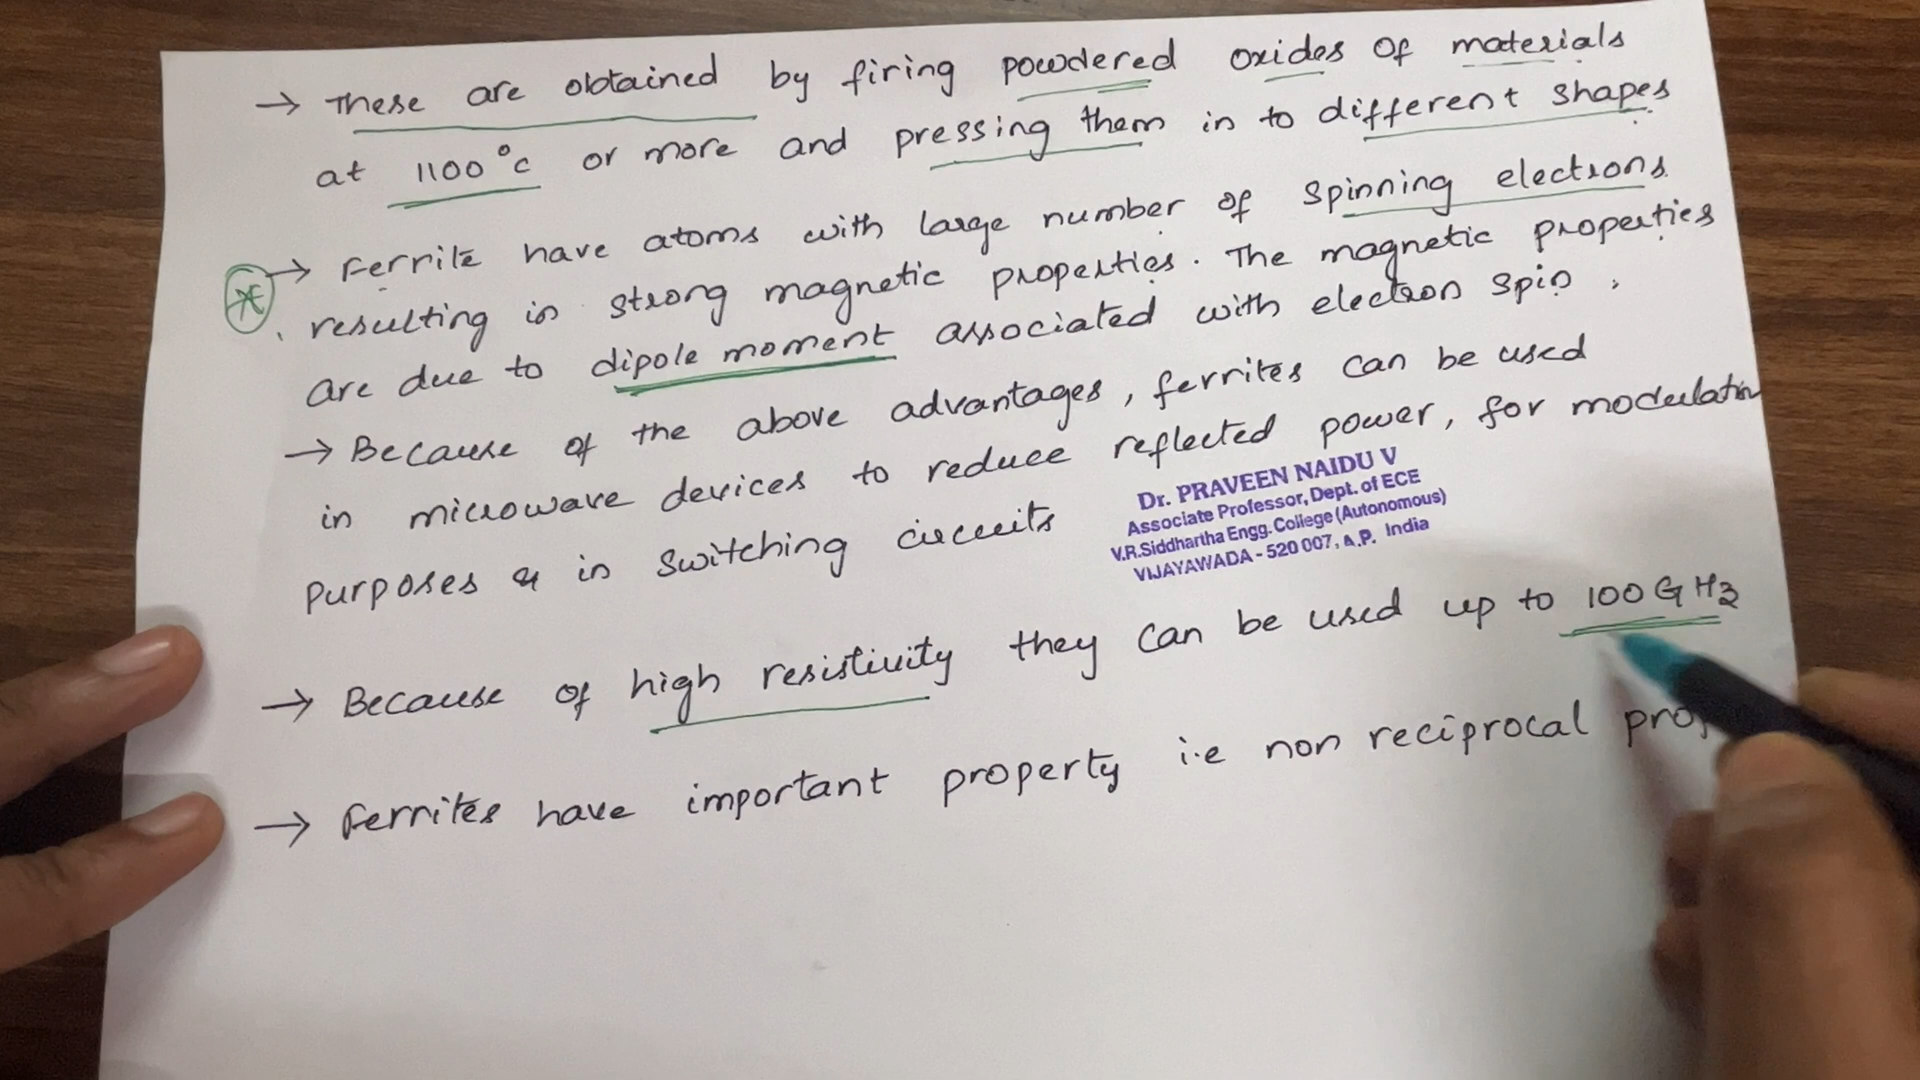 → These are obtained by firing powdered oxides of materials
at 1100°c or more and pressing them in to different shapes
→ Ferrite have atoms with large number of spinning electrons
resulting in strong magnetic properties. The magnetic properties
are due to dipole moment associated with electron spin.
→ Because of the above advantages, ferrites can be used
in microwave devices to reduce reflected power, for modulation
purposes & in switching circuits
Dr. PRAVEEN NAIDU V
Associate Professor, Dept. of ECE
V.R.Siddhartha Engg. College (Autonomous)
VIJAYAWADA - 520 007, A.P. India
→ Because of high resistivity they can be used up to 100 GHz
→ Ferrites have important property i.e non reciprocal